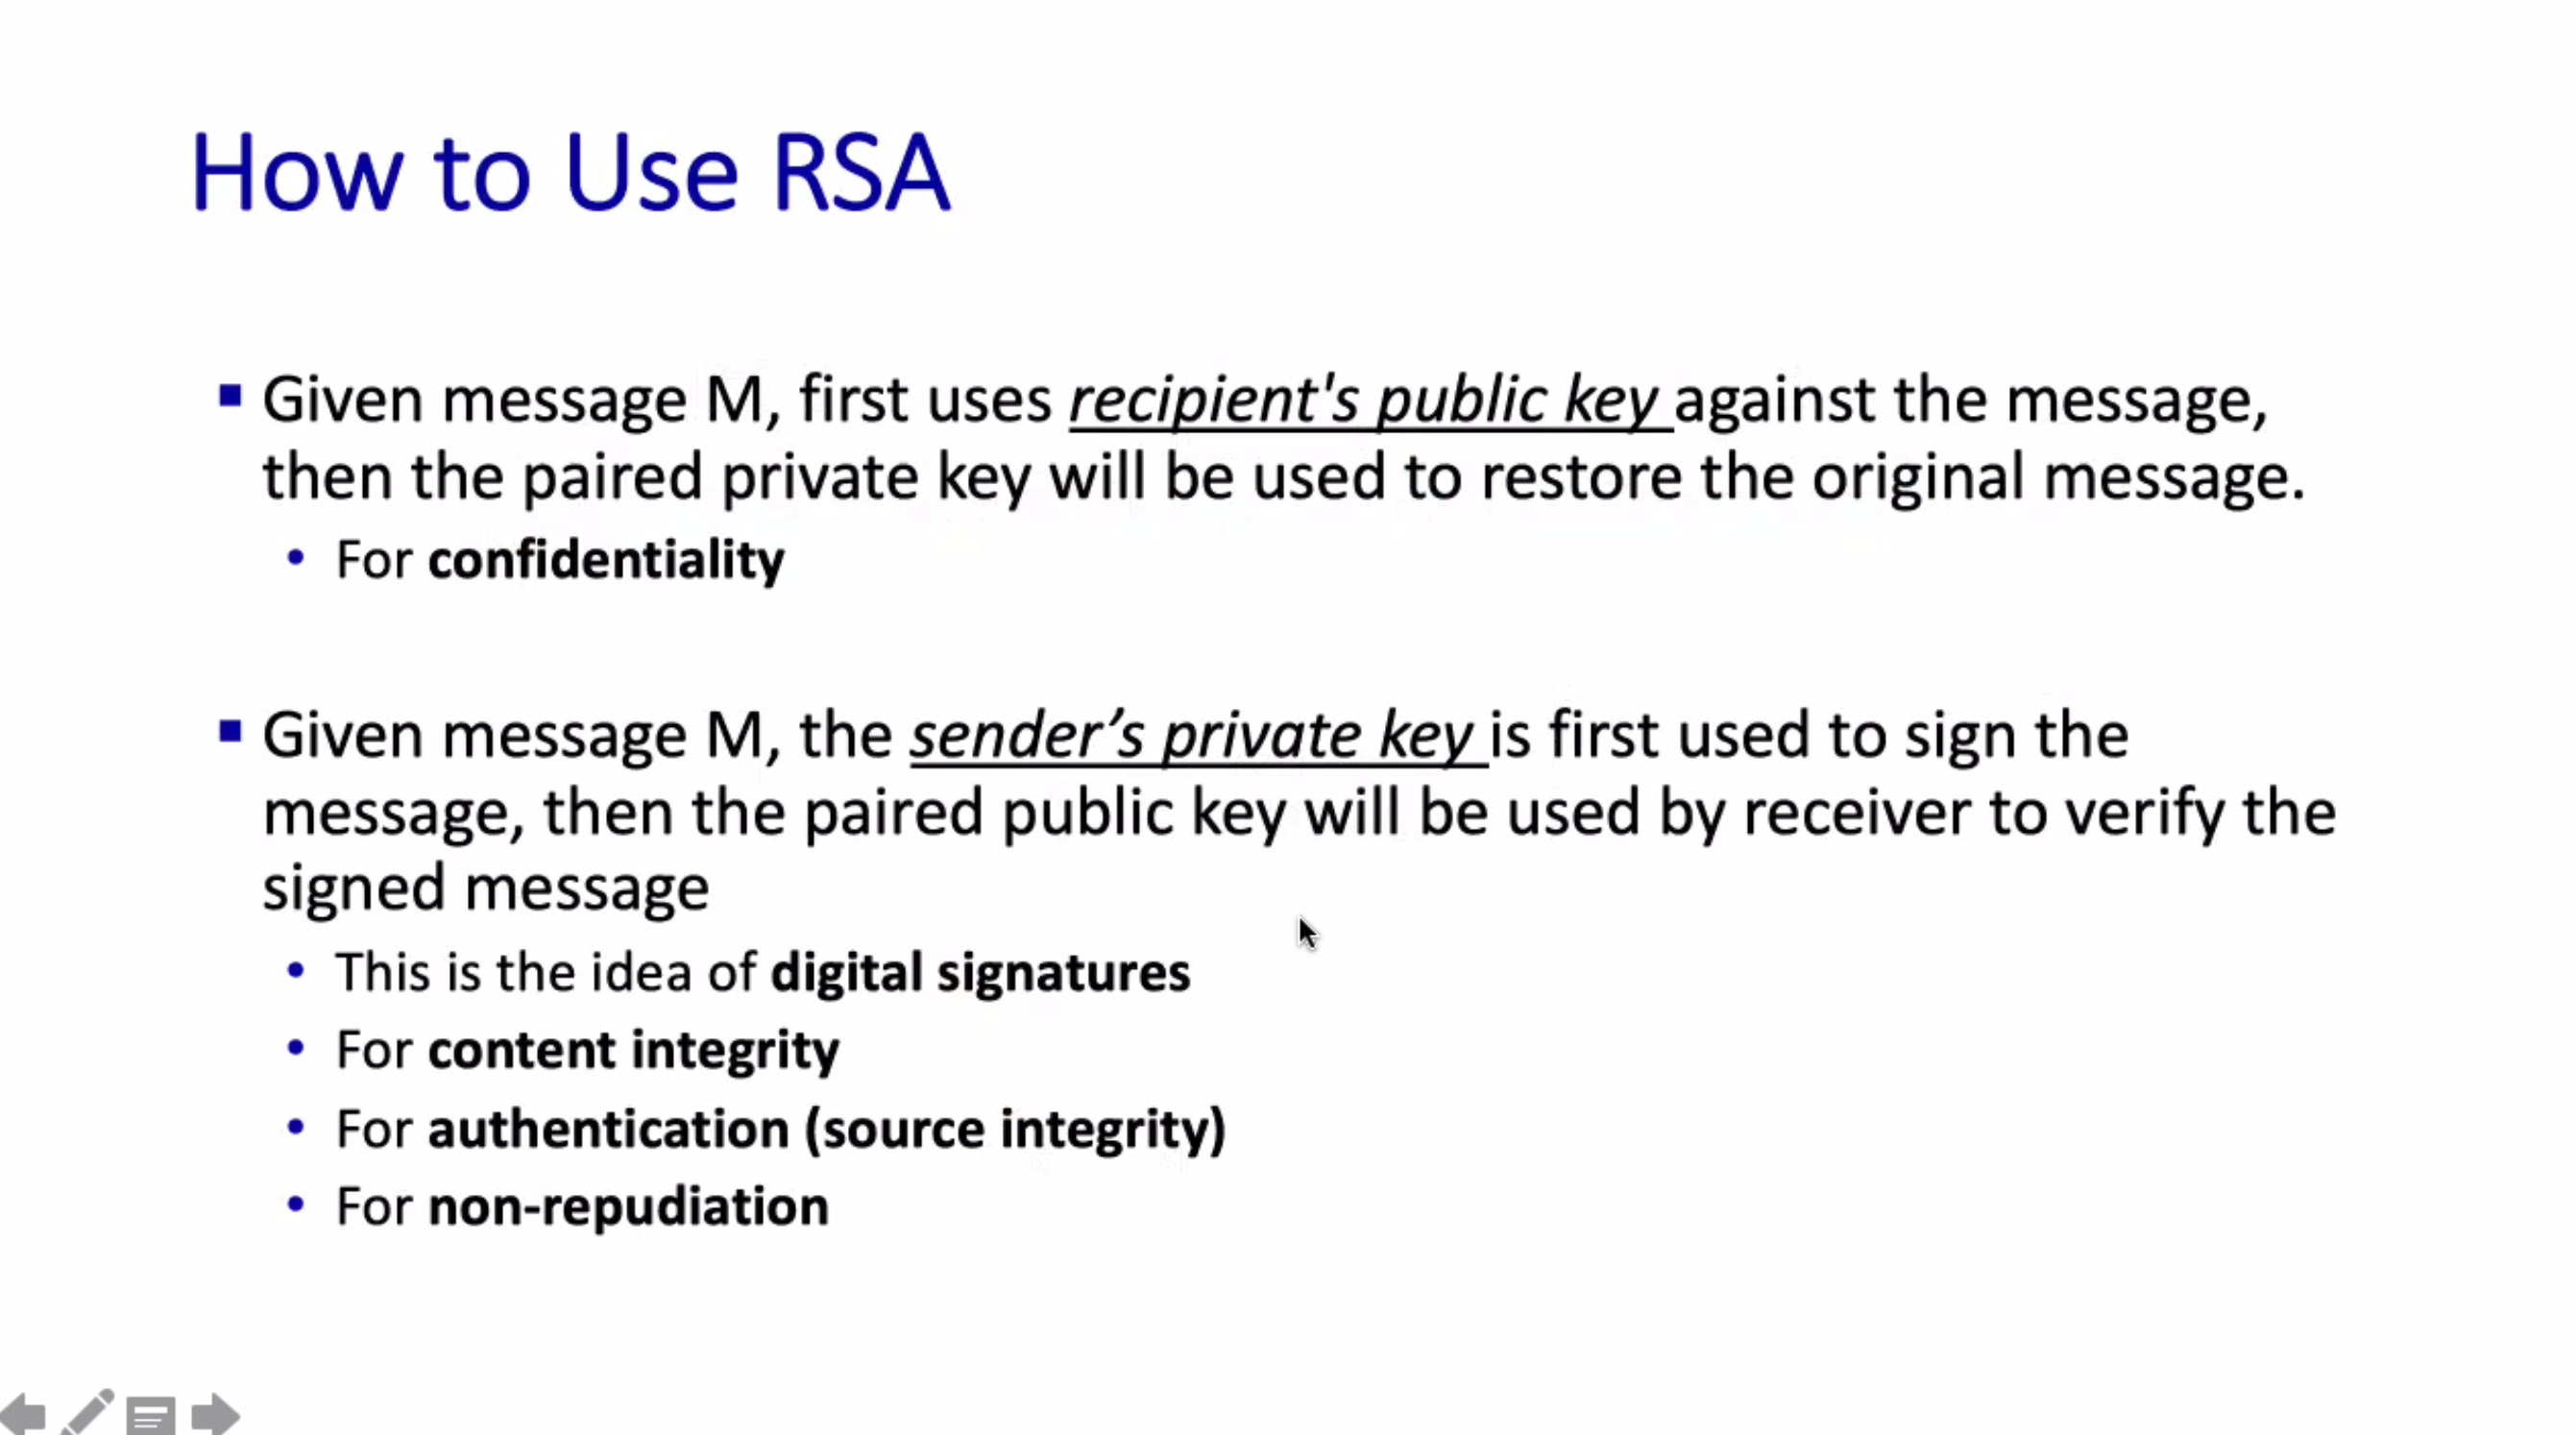 How to Use RSA
▪ Given message M, first uses recipient's public key against the message,
then the paired private key will be used to restore the original message.
• For confidentiality
▪ Given message M, the sender’s private key is first used to sign the
message, then the paired public key will be used by receiver to verify the
signed message
• This is the idea of digital signatures
• For content integrity
• For authentication (source integrity)
• For non-repudiation